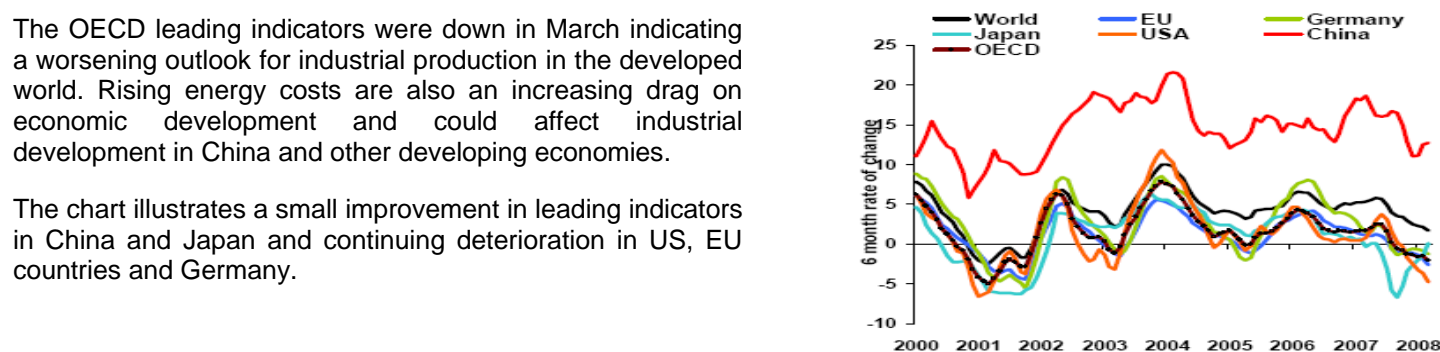 The OECD leading indicators were down in March indicating
a worsening outlook for industrial production in the developed
world. Rising energy costs are also an increasing drag on
economic development and could affect industrial
development in China and other developing economies.
The chart illustrates a small improvement in leading indicators
in China and Japan and continuing deterioration in US, EU
countries and Germany.
World EU Germany
Japan USA China
OECD
25
20
15
10
5
0
-5
-10
6 month rate of change
2000 2001 2002 2003 2004 2005 2006 2007 2008